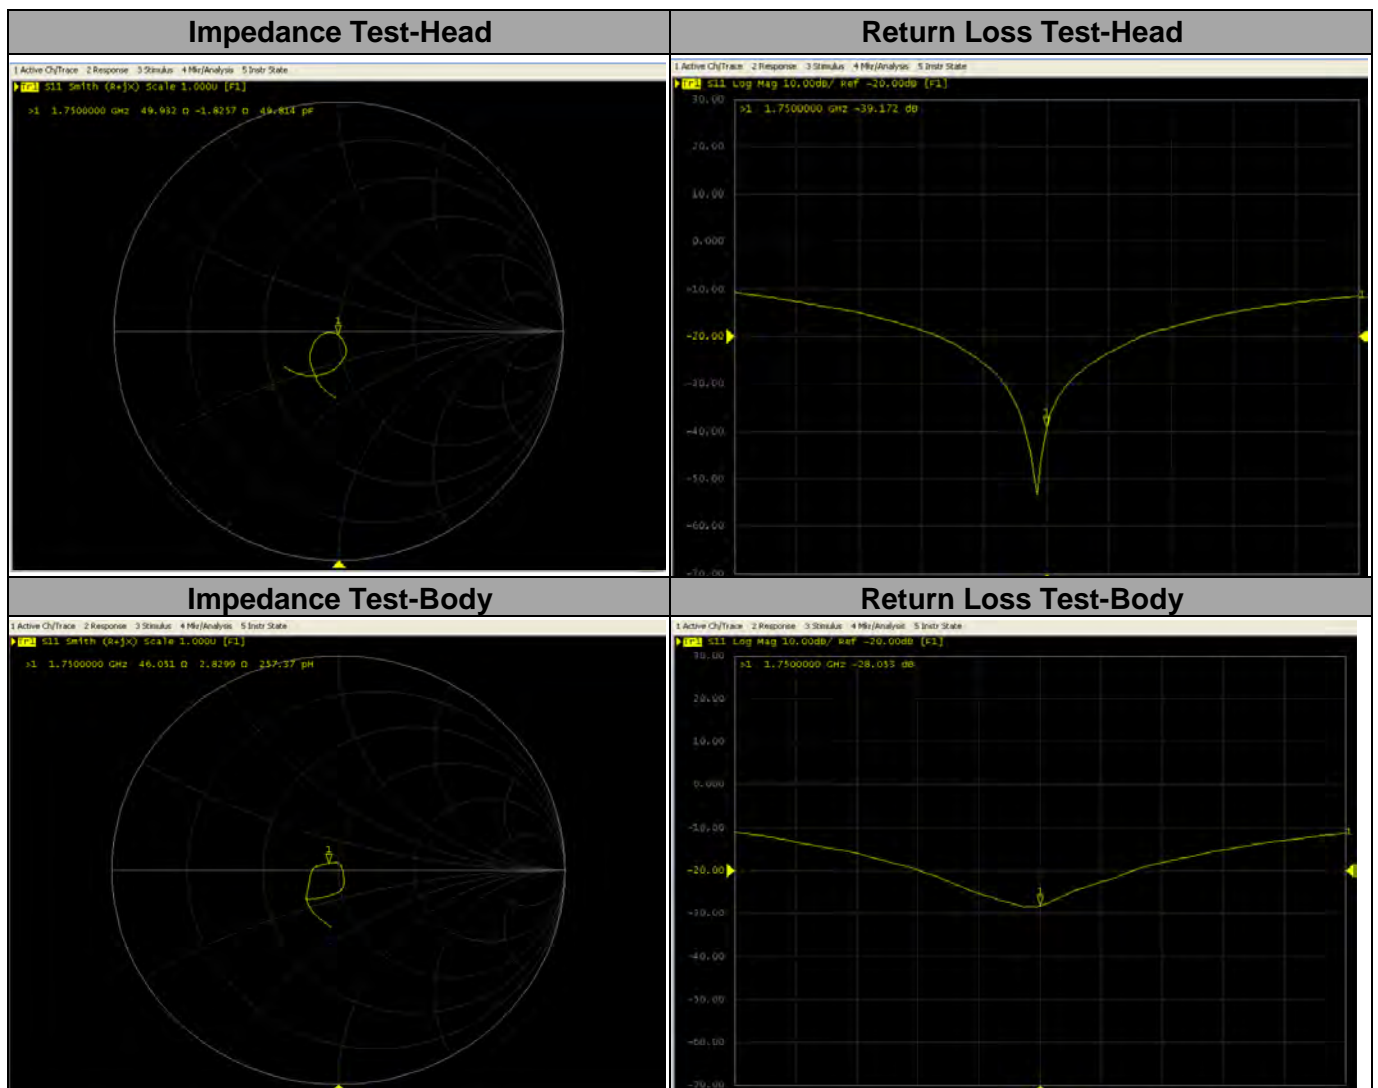 Impedance Test-Head
Return Loss Test-Head
1 Active Ch/Trace 2 Response 3 Stimulus 4 Mkr/Analysis 5 Instr State
Tr1 S11 Smith (R+jX) Scale 1.000U [F1]
>1 1.7500000 GHz 49.932 Ω -1.8257 Ω 49.814 pF
1
1 Active Ch/Trace 2 Response 3 Stimulus 4 Mkr/Analysis 5 Instr State
Tr1 S11 Log Mag 10.00dB/ Ref -20.00dB [F1]
30.00
>1 1.7500000 GHz -39.172 dB
20.00
10.00
0.000
-10.00
1
-20.00
-30.00
1
-40.00
-50.00
-60.00
-70.00
Impedance Test-Body
Return Loss Test-Body
1 Active Ch/Trace 2 Response 3 Stimulus 4 Mkr/Analysis 5 Instr State
Tr1 S11 Smith (R+jX) Scale 1.000U [F1]
>1 1.7500000 GHz 46.051 Ω 2.8299 Ω 257.37 pH
1
1 Active Ch/Trace 2 Response 3 Stimulus 4 Mkr/Analysis 5 Instr State
Tr1 S11 Log Mag 10.00dB/ Ref -20.00dB [F1]
30.00
>1 1.7500000 GHz -28.053 dB
20.00
10.00
0.000
-10.00
1
-20.00
1
-30.00
-40.00
-50.00
-60.00
-70.00